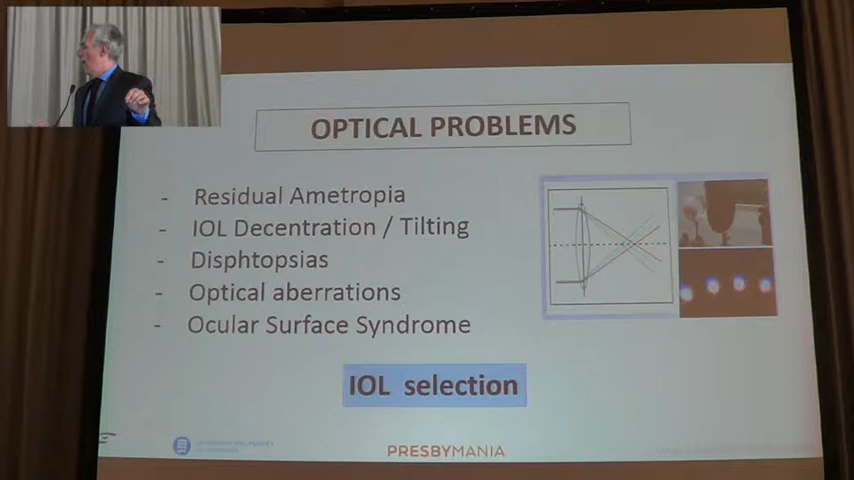 OPTICAL PROBLEMS
- Residual Ametropia
- IOL Decentration / Tilting
- Disphtopsias
- Optical aberrations
- Ocular Surface Syndrome
IOL selection
PRESBYMANIA